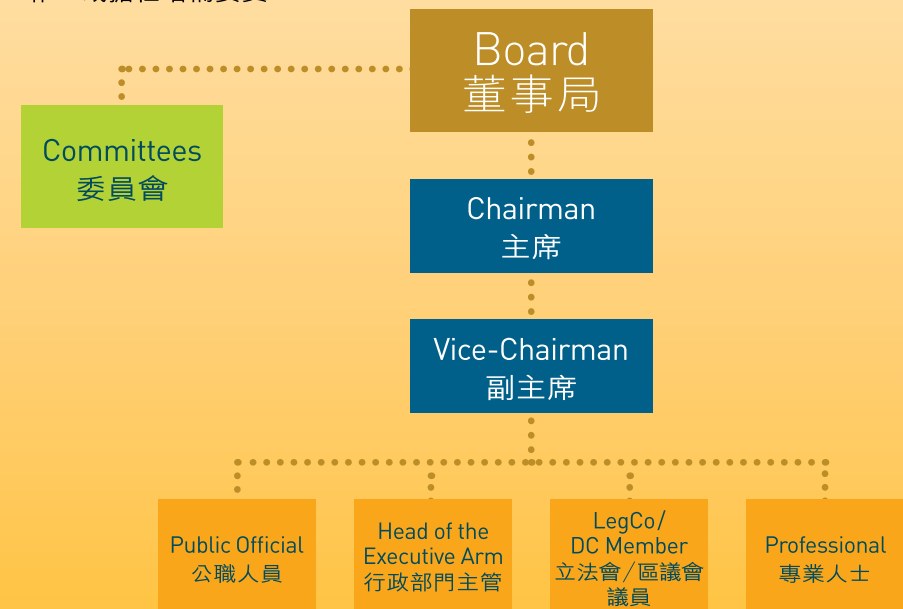 Board
董事局
Committees
委員會
Chairman
主席
Vice-Chairman
副主席
Public Official
公職人員
Head of the
Executive Arm
行政部門主管
LegCo/
DC Member
立法會/區議會
議員
Professional
專業人士